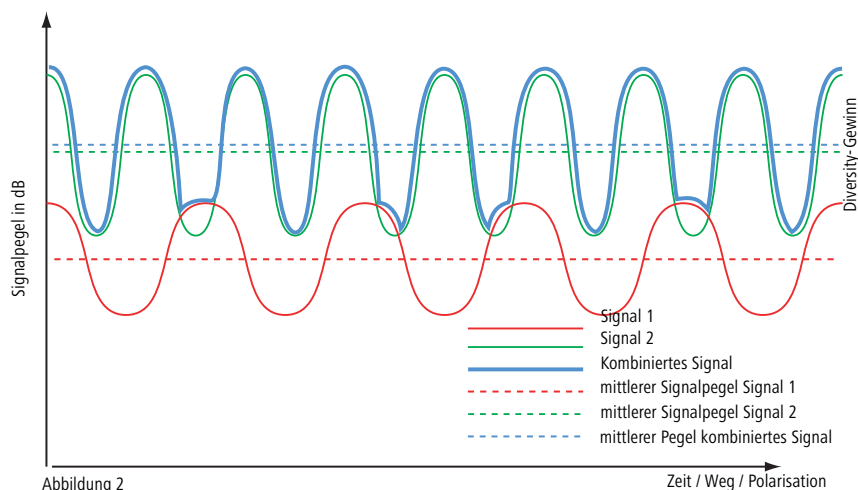 Signalpegel in dB
Diversity- Gewinn
Signal 1
Signal 2
Kombiniertes Signal
mittlerer Signalpegel Signal 1
mittlerer Signalpegel Signal 2
mittlerer Pegel kombiniertes Signal
Abbildung 2
Zeit / Weg / Polarisation